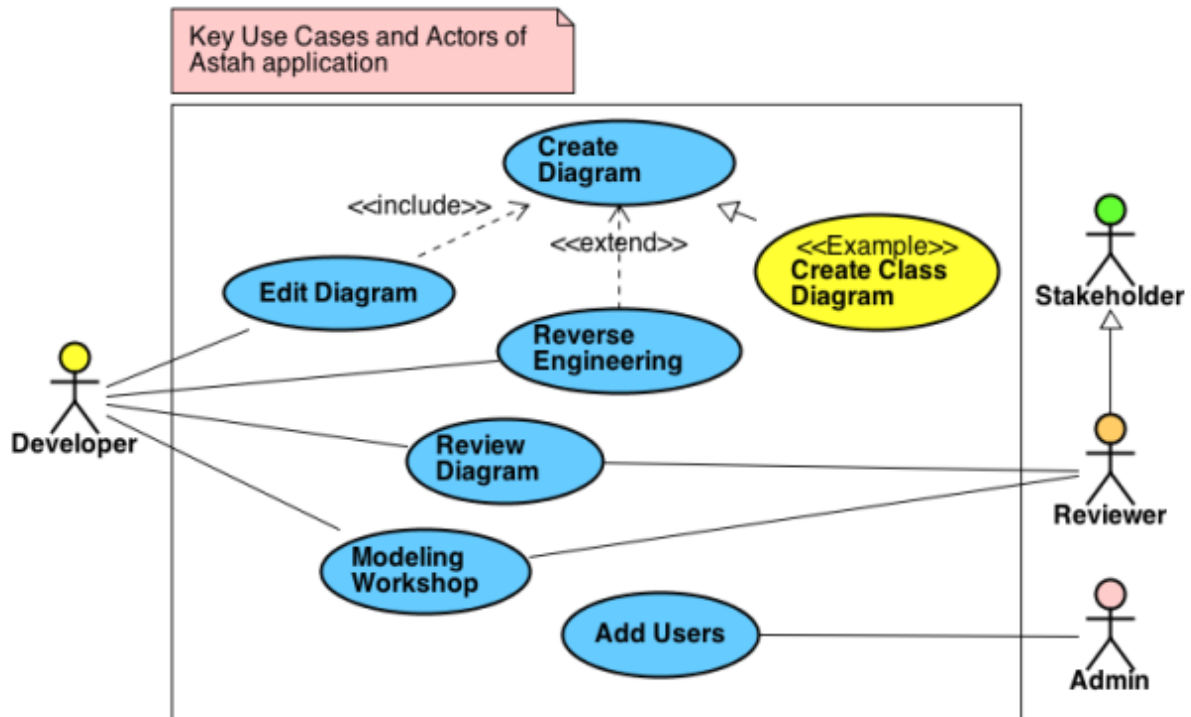 Key Use Cases and Actors of
Astah application
Create
Diagram
<<include>>
<<extend>>
<<Example>>
Create Class
Diagram
Edit Diagram
Stakeholder
Reverse
Engineering
Developer
Review
Diagram
Reviewer
Modeling
Workshop
Add Users
Admin